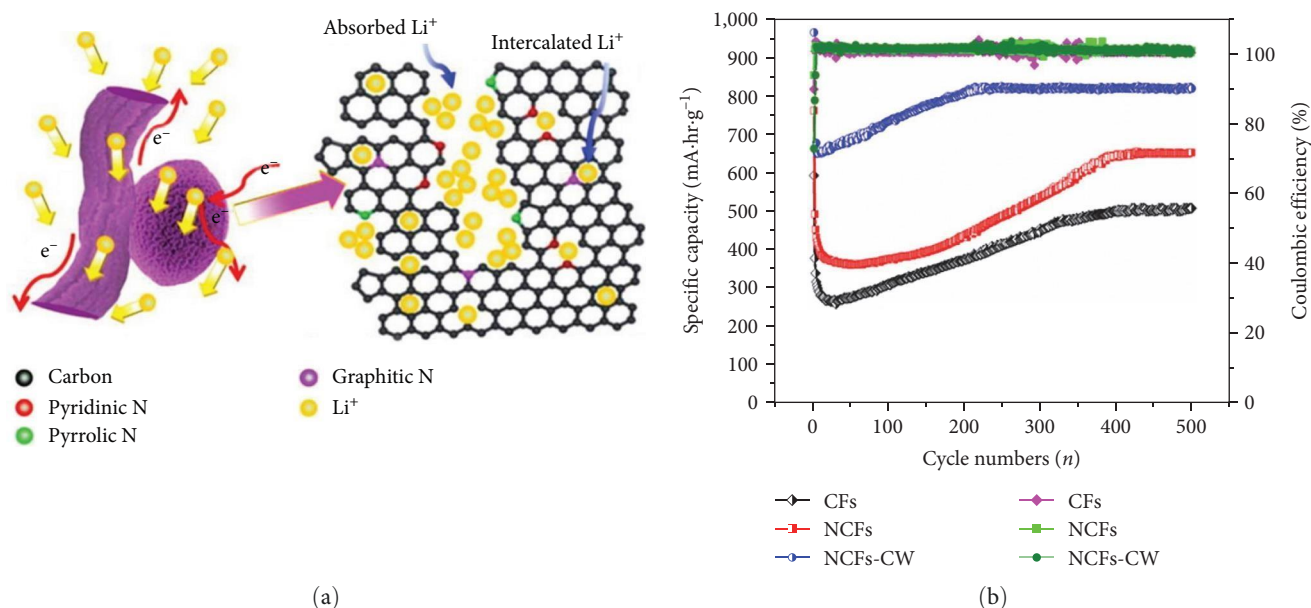 Absorbed Li⁺
Intercalated Li⁺
e⁻
e⁻
e⁻
e⁻
Carbon
Pyridinic N
Pyrrolic N
Graphitic N
Li⁺
(a)
1,000
900
800
700
600
500
400
300
200
100
0
Specific capacity (mA·hr·g⁻¹)
100
80
60
40
20
0
Coulombic efficiency (%)
0 100 200 300 400 500
Cycle numbers (n)
CFs
NCFs
NCFs-CW
CFs
NCFs
NCFs-CW
(b)